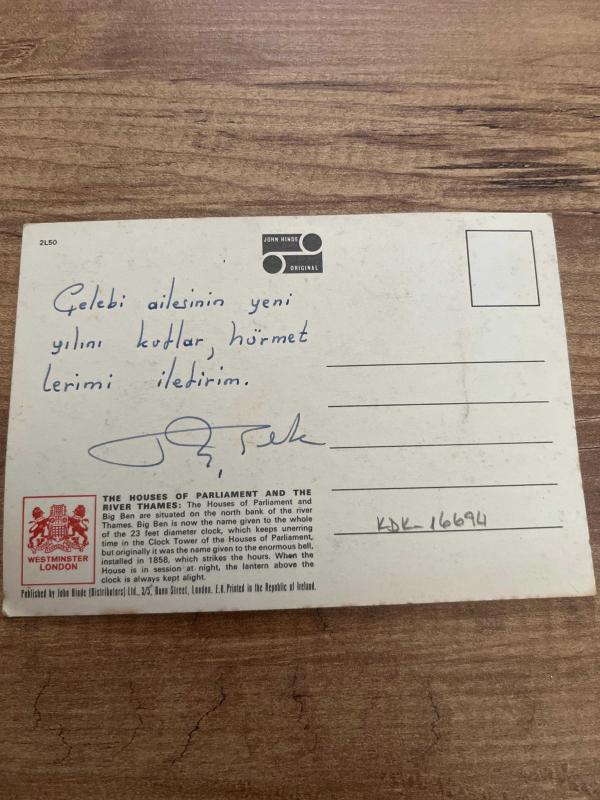 2L50
JOHN HINDE
ORIGINAL
Çelebi ailesinin yeni
yılını kutlar, hürmet
lerimi iletirim.
THE HOUSES OF PARLIAMENT AND THE
RIVER THAMES: The Houses of Parliament and
Big Ben are situated on the north bank of the river
Thames. Big Ben is now the name given to the whole
of the 23 feet diameter clock, which keeps unerring
time in the Clock Tower of the Houses of Parliament,
but originally it was the name given to the enormous bell,
installed in 1858, which strikes the hours. When the
House is in session at night, the lantern above the
clock is always kept alight.
WESTMINSTER
LONDON
Published by John Hinde (Distributors) Ltd., 3/5, Dunn Street, London. E.8. Printed in the Republic of Ireland.
KDK-16694